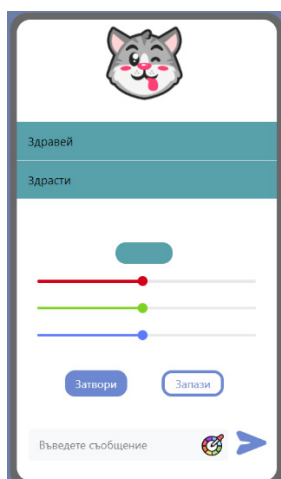 Здравей
Здрасти
Затвори
Запази
Въведете съобщение